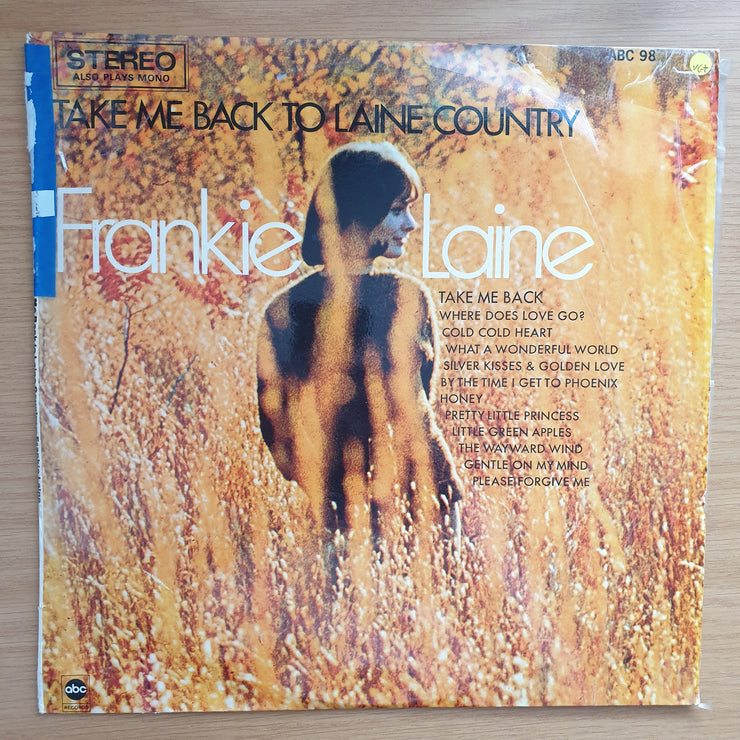 STEREO
ALSO PLAYS MONO
ABC 98
VG+
TAKE ME BACK TO LAINE COUNTRY
Frankie Laine
TAKE ME BACK
WHERE DOES LOVE GO?
COLD COLD HEART
WHAT A WONDERFUL WORLD
SILVER KISSES & GOLDEN LOVE
BY THE TIME I GET TO PHOENIX
HONEY
PRETTY LITTLE PRINCESS
LITTLE GREEN APPLES
THE WAYWARD WIND
GENTLE ON MY MIND
PLEASE FORGIVE ME
abc
RECORDS